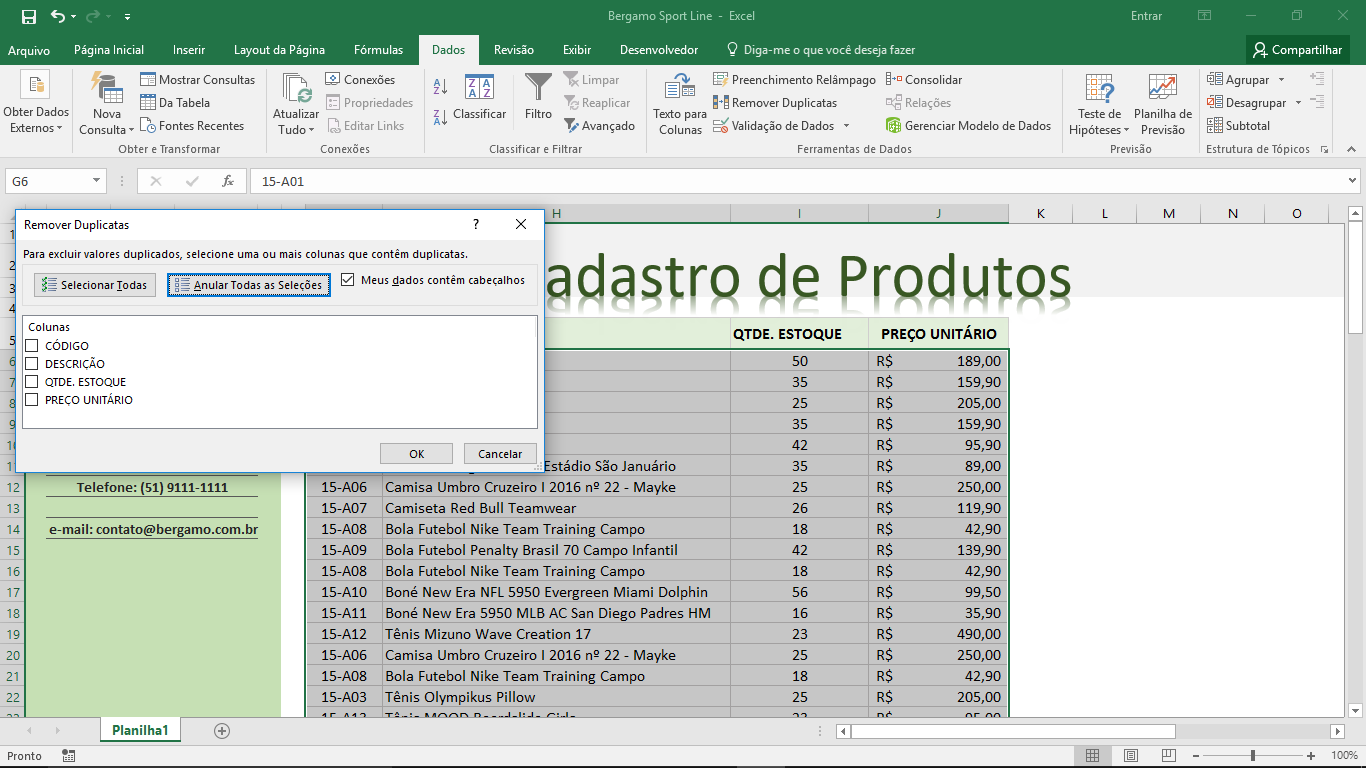 Bergamo Sport Line - Excel
Entrar
Arquivo
Página Inicial
Inserir
Layout da Página
Fórmulas
Dados
Revisão
Exibir
Desenvolvedor
Diga-me o que você deseja fazer
Compartilhar
Obter Dados Externos
Nova Consulta
Mostrar Consultas
Da Tabela
Fontes Recentes
Obter e Transformar
Atualizar Tudo
Conexões
Propriedades
Editar Links
Conexões
Classificar
Filtro
Limpar
Reaplicar
Avançado
Classificar e Filtrar
Texto para Colunas
Preenchimento Relâmpago
Remover Duplicatas
Validação de Dados
Consolidar
Relações
Gerenciar Modelo de Dados
Ferramentas de Dados
Teste de Hipóteses
Planilha de Previsão
Previsão
Agrupar
Desagrupar
Subtotal
Estrutura de Tópicos
G6
fx
15-A01
H I J K L M N O
Remover Duplicatas
?
Para excluir valores duplicados, selecione uma ou mais colunas que contêm duplicatas.
Selecionar Todas
Anular Todas as Seleções
Meus dados contêm cabeçalhos
Colunas
CÓDIGO
DESCRIÇÃO
QTDE. ESTOQUE
PREÇO UNITÁRIO
OK
Cancelar
adastro de Produtos
QTDE. ESTOQUE PREÇO UNITÁRIO
50 R$ 189,00
35 R$ 159,90
25 R$ 205,00
35 R$ 159,90
42 R$ 95,90
Estádio São Januário 35 R$ 89,00
12 Telefone: (51) 9111-1111 15-A06 Camisa Umbro Cruzeiro I 2016 nº 22 - Mayke 25 R$ 250,00
13 15-A07 Camiseta Red Bull Teamwear 26 R$ 119,90
14 e-mail: contato@bergamo.com.br 15-A08 Bola Futebol Nike Team Training Campo 18 R$ 42,90
15 15-A09 Bola Futebol Penalty Brasil 70 Campo Infantil 42 R$ 139,90
16 15-A08 Bola Futebol Nike Team Training Campo 18 R$ 42,90
17 15-A10 Boné New Era NFL 5950 Evergreen Miami Dolphin 56 R$ 99,50
18 15-A11 Boné New Era 5950 MLB AC San Diego Padres HM 16 R$ 35,90
19 15-A12 Tênis Mizuno Wave Creation 17 23 R$ 490,00
20 15-A06 Camisa Umbro Cruzeiro I 2016 nº 22 - Mayke 25 R$ 250,00
21 15-A08 Bola Futebol Nike Team Training Campo 18 R$ 42,90
22 15-A03 Tênis Olympikus Pillow 25 R$ 205,00
Planilha1
Pronto
100%